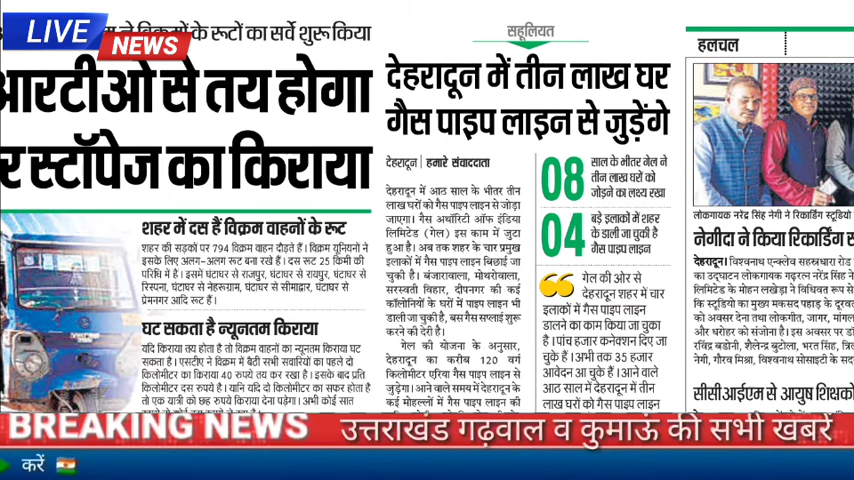 LIVE
NEWS
के रूटों का सर्वे शुरू किया
आरटीओ से तय होगा
र स्टॉपेज का किराया
शहर में दस हैं विक्रम वाहनों के रूट
शहर की सड़कों पर 794 विक्रम वाहन दौड़ते हैं। विक्रम यूनियनों ने
इसके लिए अलग-अलग रूट बना रखे हैं। दस रूट 25 किमी की
परिधि में है। इसमें घंटाघर से राजपुर, घंटाघर से रायपुर, घंटाघर से
रिस्पना, घंटाघर से नेहरूग्राम, घंटाघर से सीमाद्वार, घंटाघर से
प्रेमनगर आदि रूट हैं।
घट सकता है न्यूनतम किराया
यदि किराया तय होता है तो विक्रम वाहनों का न्यूनतम किराया घट
सकता है। एसटीए ने विक्रम में बैठी सभी सवारियों का पहले दो
किलोमीटर का किराया 40 रुपये तय कर रखा है। इसके बाद प्रति
किलोमीटर दस रुपये है। यानि यदि दो किलोमीटर का सफर होता है
तो एक यात्री को छह रुपये किराया देना पड़ेगा। अभी कोई सात
सहूलियत
देहरादून में तीन लाख घर
गैस पाइप लाइन से जुड़ेंगे
देहरादून | हमारे संवाददाता
देहरादून में आठ साल के भीतर तीन
लाख घरों को गैस पाइप लाइन से जोड़ा
जाएगा। गैस अथॉरिटी ऑफ इंडिया
लिमिटेड (गेल) इस काम में जुटा
हुआ है। अब तक शहर के चार प्रमुख
इलाकों में गैस पाइपलाइन बिछाई जा
चुकी है। बंजारावाला, मोथरोवाला,
सरस्वती विहार, दीपनगर की कई
कॉलोनियों के घरों में पाइप लाइन भी
डाली जा चुकी है, बस गैस सप्लाई शुरू
करने की देरी है।
गेल की योजना के अनुसार,
देहरादून का करीब 120 वर्ग
किलोमीटर एरिया गैस पाइप लाइन से
जुड़ेगा। आने वाले समय में देहरादून के
कई मोहल्लों में गैस पाइप लाइन की
08 साल के भीतर गेल ने
तीन लाख घरों को
जोड़ने का लक्ष्य रखा
04 बड़े इलाकों में शहर
के डाली जा चुकी है
गैस पाइप लाइन
गेल की ओर से
देहरादून शहर में चार
इलाकों में गैस पाइप लाइन
डालने का काम किया जा चुका
है। पांच हजार कनेक्शन दिए जा
चुके हैं। अभी तक 35 हजार
आवेदन आ चुके हैं। आने वाले
आठ साल में देहरादून में तीन
लाख घरों को गैस पाइप लाइन
हलचल
लोकगायक नरेंद्र सिंह नेगी ने रिकार्डिंग स्टूडियो
नेगीदा ने किया रिकार्डिंग स
देहरादून। विश्वनाथ एन्क्लेव सहस्रधारा रोड
का उद्घाटन लोकगायक गढ़रत्न नरेंद्र सिंह ने
लिमिटेड के मोहन लखेड़ा ने विधिवत रूप से
कि स्टूडियो का मुख्य मकसद पहाड़ के दूरवर्त
को अवसर देना तथा लोकगीत, जागर, मांगल
और धरोहर को संजोना है। इस अवसर पर डॉ
रविंद्र बडोनी, शैलेन्द्र बुटोला, भरत सिंह,
नेगी, गौरव मिश्रा, विश्वनाथ सोसाइटी के सदर
सीसीआईएम से आयुष शिक्षको
BREAKING NEWS
उत्तराखंड गढ़वाल व कुमाऊं की सभी खबरें
करें